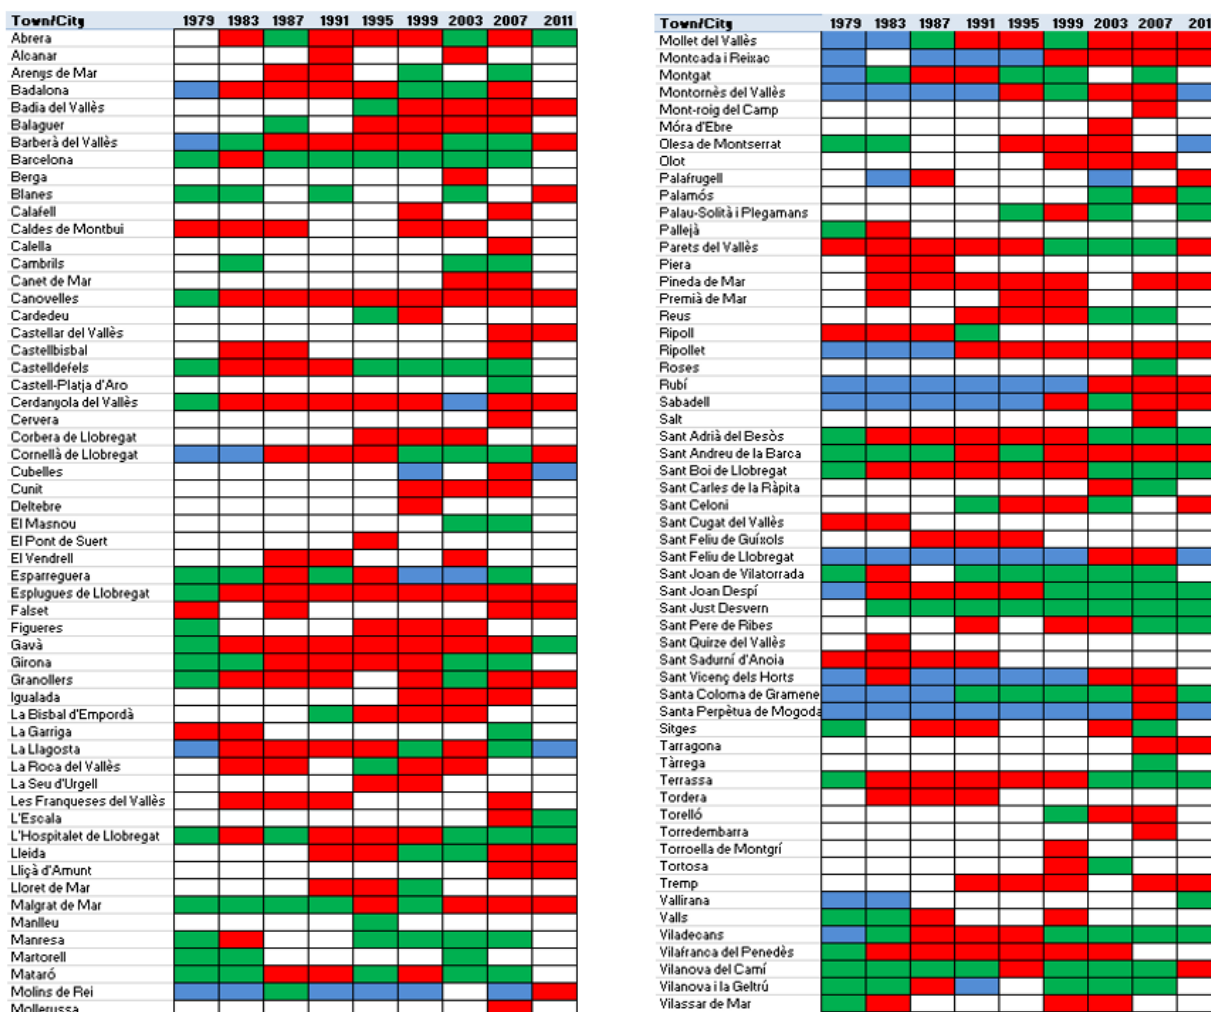 Town/City 1979 1983 1987 1991 1995 1999 2003 2007 2011
Abrera
Alcanar
Arenys de Mar
Badalona
Badia del Vallès
Balaguer
Barberà del Vallès
Barcelona
Berga
Blanes
Calafell
Caldes de Montbui
Calella
Cambrils
Canet de Mar
Canovelles
Cardedeu
Castellar del Vallès
Castellbisbal
Castelldefels
Castell-Platja d'Aro
Cerdanyola del Vallès
Cervera
Corbera de Llobregat
Cornellà de Llobregat
Cubelles
Cunit
Deltebre
El Masnou
El Pont de Suert
El Vendrell
Esparreguera
Esplugues de Llobregat
Falset
Figueres
Gavà
Girona
Granollers
Igualada
La Bisbal d'Empordà
La Garriga
La Llagosta
La Roca del Vallès
La Seu d'Urgell
Les Franqueses del Vallès
L'Escala
L'Hospitalet de Llobregat
Lleida
Lliçà d'Amunt
Lloret de Mar
Malgrat de Mar
Manlleu
Manresa
Martorell
Mataró
Molins de Rei
Mollerussa
Town/City 1979 1983 1987 1991 1995 1999 2003 2007 201
Mollet del Vallès
Montcada i Reixac
Montgat
Montornès del Vallès
Mont-roig del Camp
Móra d'Ebre
Olesa de Montserrat
Olot
Palafrugell
Palamós
Palau-Solità i Plegamans
Pallejà
Parets del Vallès
Piera
Pineda de Mar
Premià de Mar
Reus
Ripoll
Ripollet
Roses
Rubí
Sabadell
Salt
Sant Adrià del Besòs
Sant Andreu de la Barca
Sant Boi de Llobregat
Sant Carles de la Ràpita
Sant Celoni
Sant Cugat del Vallès
Sant Feliu de Guíxols
Sant Feliu de Llobregat
Sant Joan de Vilatorrada
Sant Joan Despí
Sant Just Desvern
Sant Pere de Ribes
Sant Quirze del Vallès
Sant Sadurní d'Anoia
Sant Vicenç dels Horts
Santa Coloma de Gramene
Santa Perpètua de Mogoda
Sitges
Tarragona
Tàrrega
Terrassa
Tordera
Torelló
Torredembarra
Torroella de Montgrí
Tortosa
Tremp
Vallirana
Valls
Viladecans
Vilafranca del Penedès
Vilanova del Camí
Vilanova i la Geltrú
Vilassar de Mar